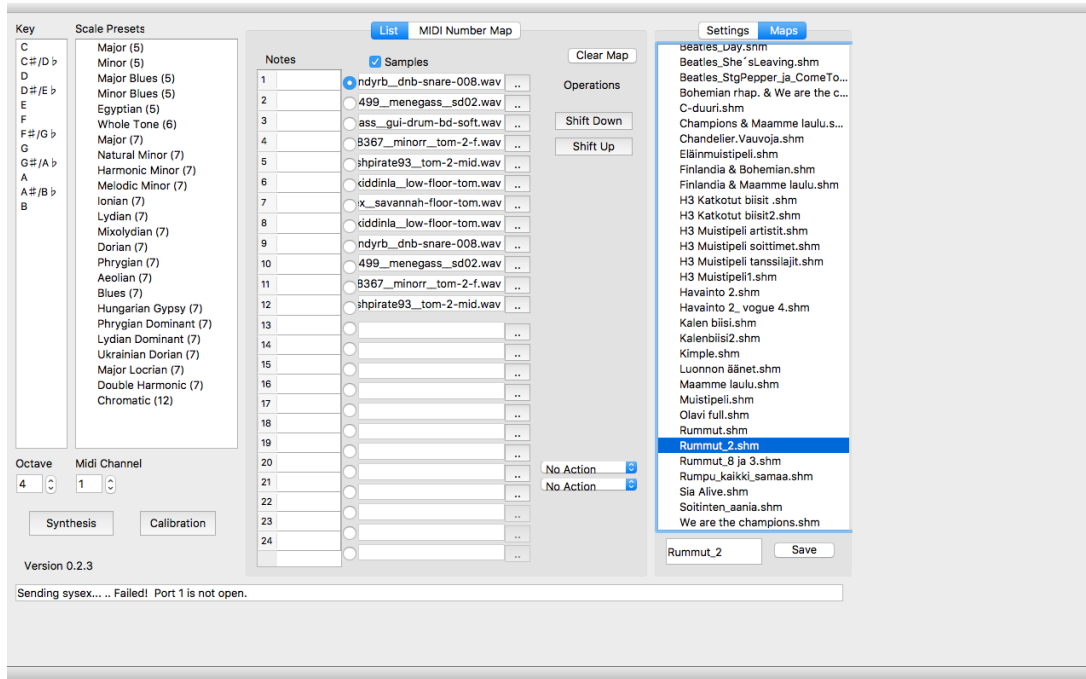 Key
C
C#/D♭
D
D#/E♭
E
F
F#/G♭
G
G#/A♭
A
A#/B♭
B
Scale Presets
Major (5)
Minor (5)
Major Blues (5)
Minor Blues (5)
Egyptian (5)
Whole Tone (6)
Major (7)
Natural Minor (7)
Harmonic Minor (7)
Melodic Minor (7)
Ionian (7)
Lydian (7)
Mixolydian (7)
Dorian (7)
Phrygian (7)
Aeolian (7)
Blues (7)
Hungarian Gypsy (7)
Phrygian Dominant (7)
Lydian Dominant (7)
Ukrainian Dorian (7)
Major Locrian (7)
Double Harmonic (7)
Chromatic (12)
Octave
4
Midi Channel
1
Synthesis
Calibration
Version 0.2.3
List
MIDI Number Map
Notes
Samples
1 ndyrb__dnb-snare-008.wav ..
2 499__menegass__sd02.wav ..
3 ass__gui-drum-bd-soft.wav ..
4 8367__minorr__tom-2-f.wav ..
5 shpirate93__tom-2-mid.wav ..
6 kiddinla__low-floor-tom.wav ..
7 x__savannah-floor-tom.wav ..
8 kiddinla__low-floor-tom.wav ..
9 ndyrb__dnb-snare-008.wav ..
10 499__menegass__sd02.wav ..
11 8367__minorr__tom-2-f.wav ..
12 shpirate93__tom-2-mid.wav ..
13 ..
14 ..
15 ..
16 ..
17 ..
18 ..
19 ..
20 ..
21 ..
22 ..
23 ..
24 ..
Clear Map
Operations
Shift Down
Shift Up
No Action
No Action
Settings
Maps
Beatles_Day.shm
Beatles_She´sLeaving.shm
Beatles_StgPepper_ja_ComeTo...
Bohemian rhap. & We are the c...
C-duuri.shm
Champions & Maamme laulu.s...
Chandelier.Vauvoja.shm
Eläinmuistipeli.shm
Finlandia & Bohemian.shm
Finlandia & Maamme laulu.shm
H3 Katkotut biisit .shm
H3 Katkotut biisit2.shm
H3 Muistipeli artistit.shm
H3 Muistipeli soittimet.shm
H3 Muistipeli tanssilajit.shm
H3 Muistipeli1.shm
Havainto 2.shm
Havainto 2_ vogue 4.shm
Kalen biisi.shm
Kalenbiisi2.shm
Kimple.shm
Luonnon äänet.shm
Maamme laulu.shm
Muistipeli.shm
Olavi full.shm
Rummut.shm
Rummut_2.shm
Rummut_8 ja 3.shm
Rumpu_kaikki_samaa.shm
Sia Alive.shm
Soitinten_aania.shm
We are the champions.shm
Rummut_2
Save
Sending sysex... .. Failed!  Port 1 is not open.